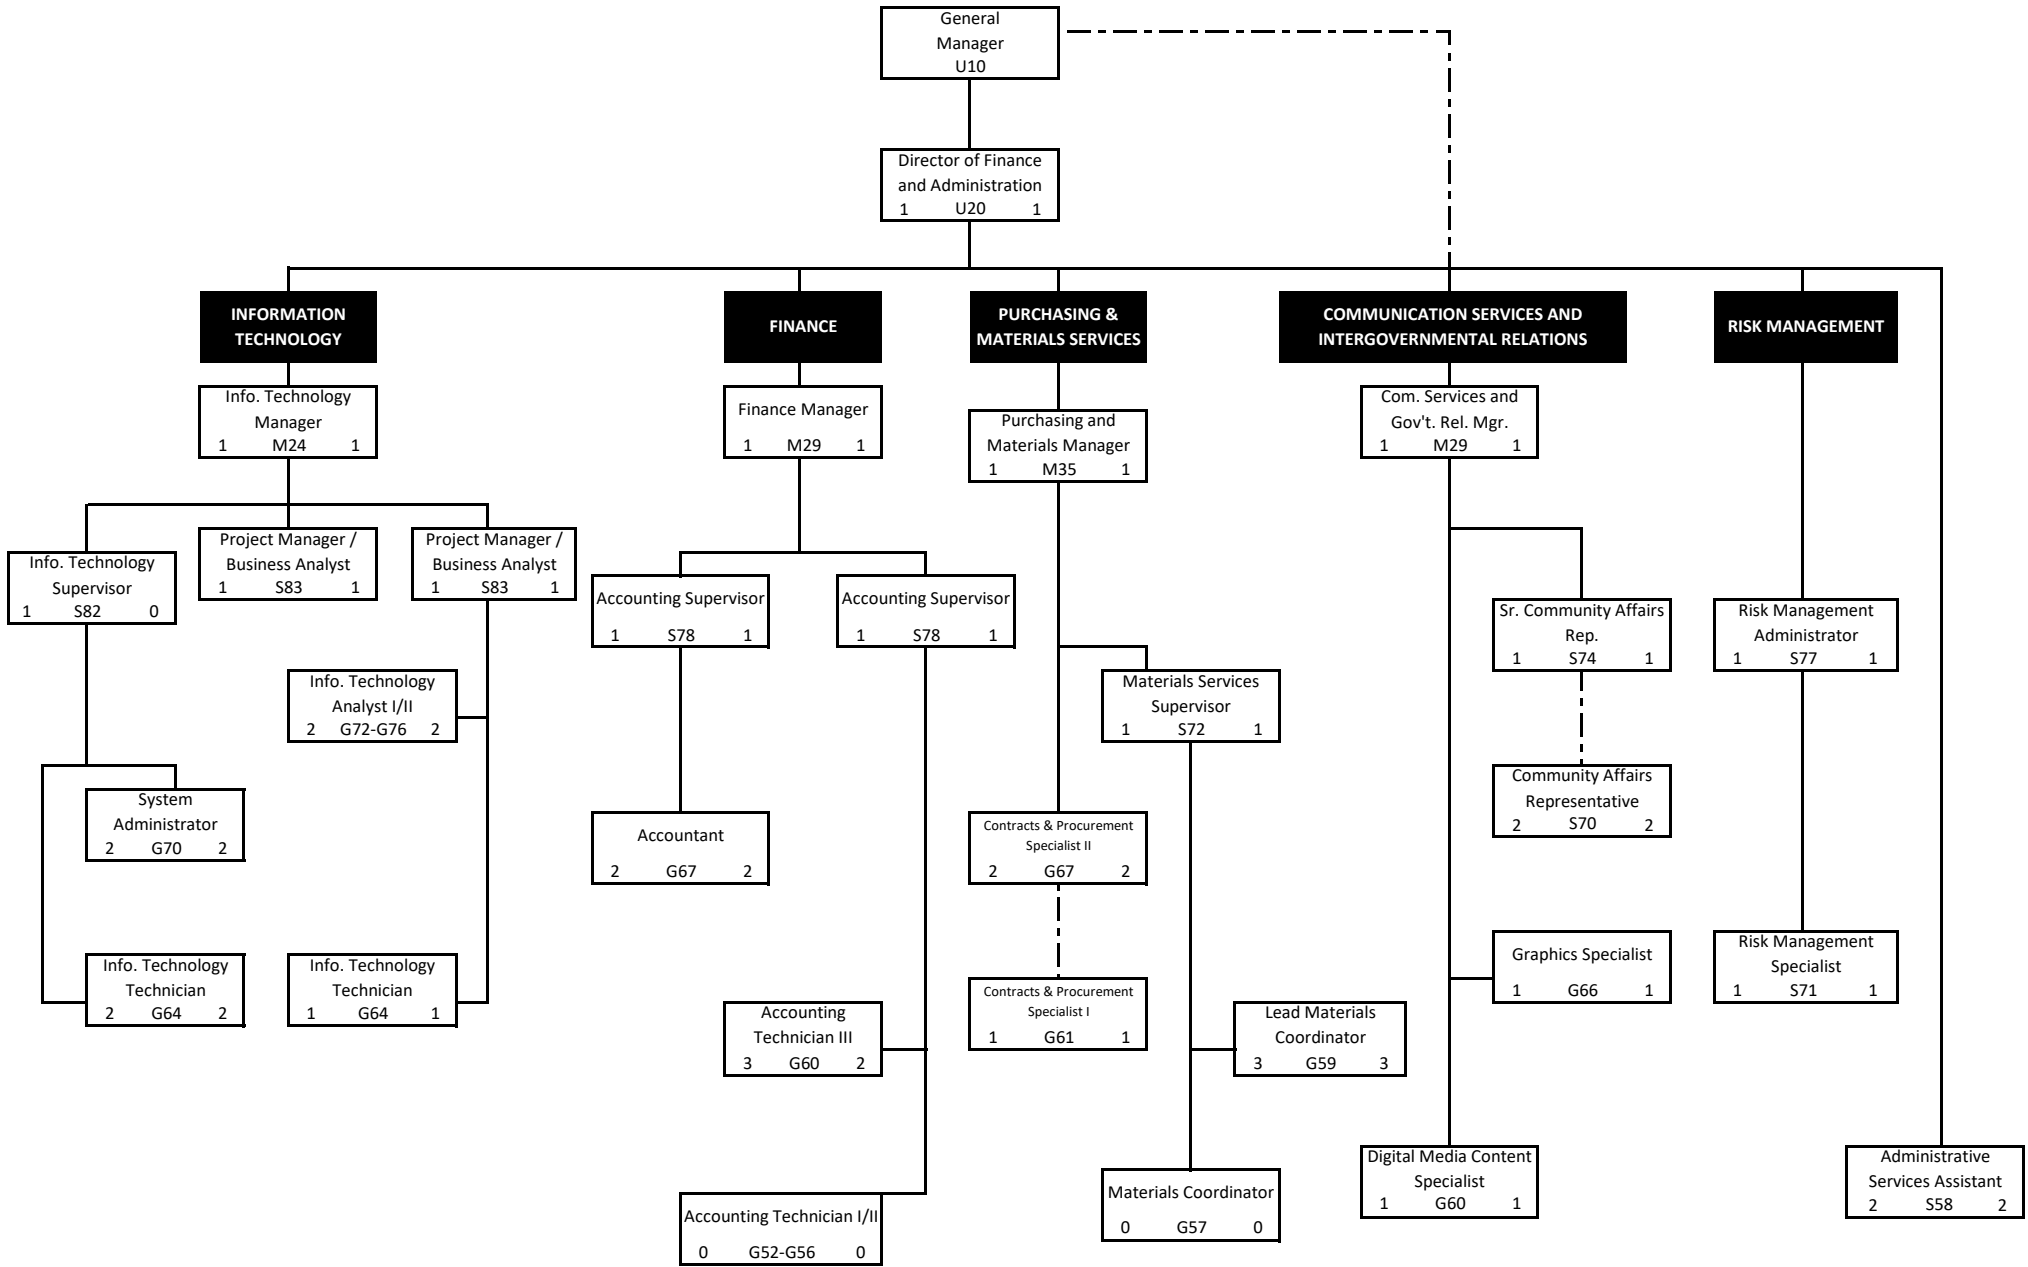 General
Manager
U10
Director of Finance
and Administration
1 U20 1
INFORMATION
TECHNOLOGY
Info. Technology
Manager
1 M24 1
Info. Technology
Supervisor
1 S82 0
Project Manager /
Business Analyst
1 S83 1
Project Manager /
Business Analyst
1 S83 1
Info. Technology
Analyst I/II
2 G72-G76 2
System
Administrator
2 G70 2
Info. Technology
Technician
2 G64 2
Info. Technology
Technician
1 G64 1
FINANCE
Finance Manager
1 M29 1
Accounting Supervisor
1 S78 1
Accounting Supervisor
1 S78 1
Accountant
2 G67 2
Accounting
Technician III
3 G60 2
Accounting Technician I/II
0 G52-G56 0
PURCHASING &
MATERIALS SERVICES
Purchasing and
Materials Manager
1 M35 1
Materials Services
Supervisor
1 S72 1
Contracts & Procurement
Specialist II
2 G67 2
Contracts & Procurement
Specialist I
1 G61 1
Lead Materials
Coordinator
3 G59 3
Materials Coordinator
0 G57 0
COMMUNICATION SERVICES AND
INTERGOVERNMENTAL RELATIONS
Com. Services and
Gov't. Rel. Mgr.
1 M29 1
Sr. Community Affairs
Rep.
1 S74 1
Community Affairs
Representative
2 S70 2
Graphics Specialist
1 G66 1
Digital Media Content
Specialist
1 G60 1
RISK MANAGEMENT
Risk Management
Administrator
1 S77 1
Risk Management
Specialist
1 S71 1
Administrative
Services Assistant
2 S58 2